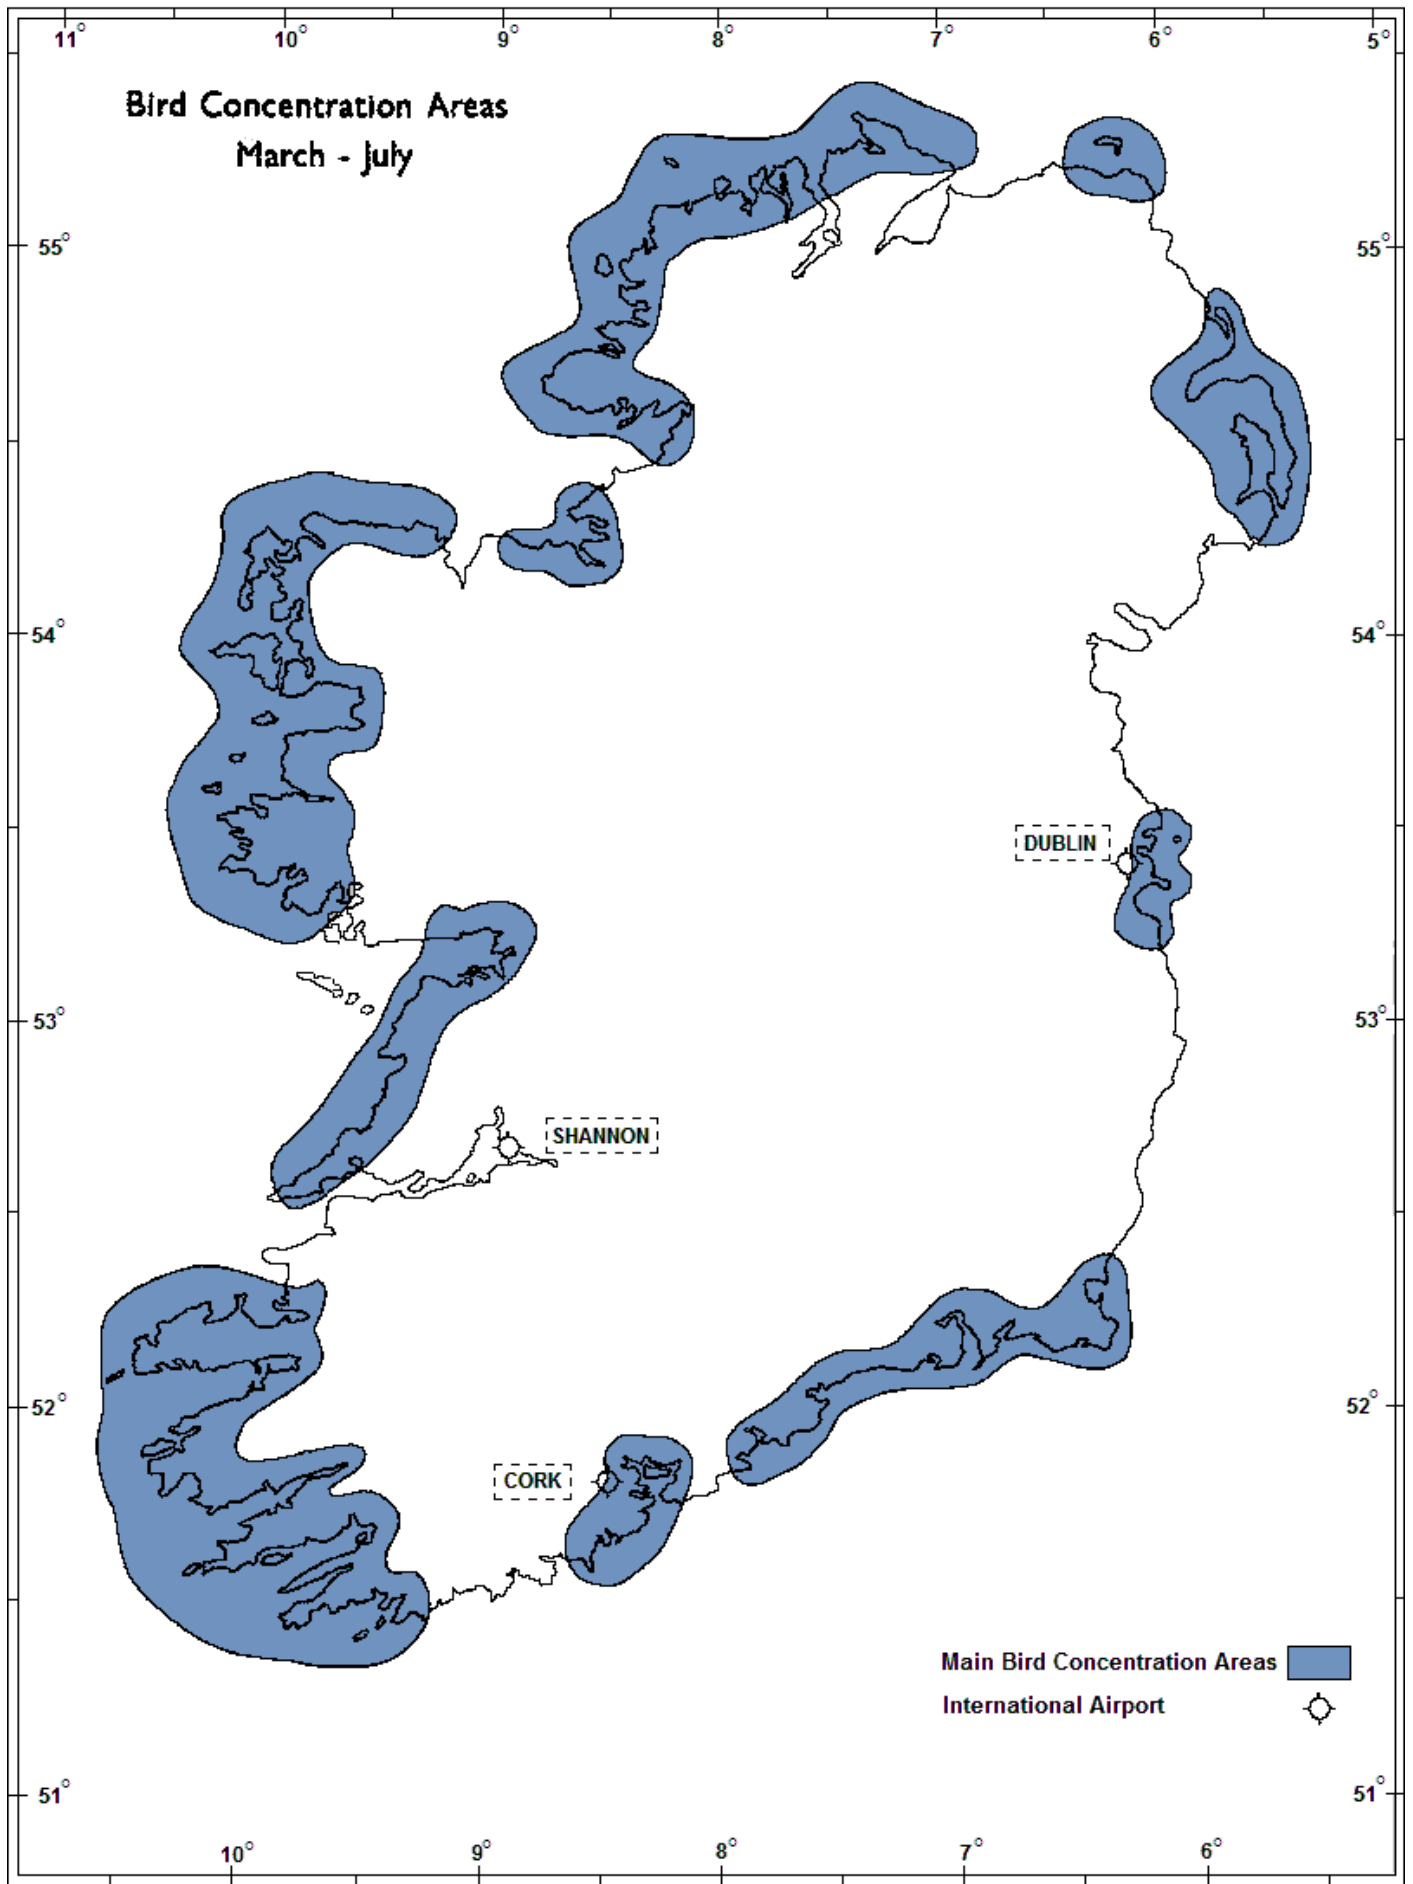 11° 10° 9° 8° 7° 6° 5°
Bird Concentration Areas
March - July
55° 55°
54° 54°
DUBLIN
53° 53°
SHANNON
52° 52°
CORK
Main Bird Concentration Areas
International Airport
51° 51°
10° 9° 8° 7° 6°